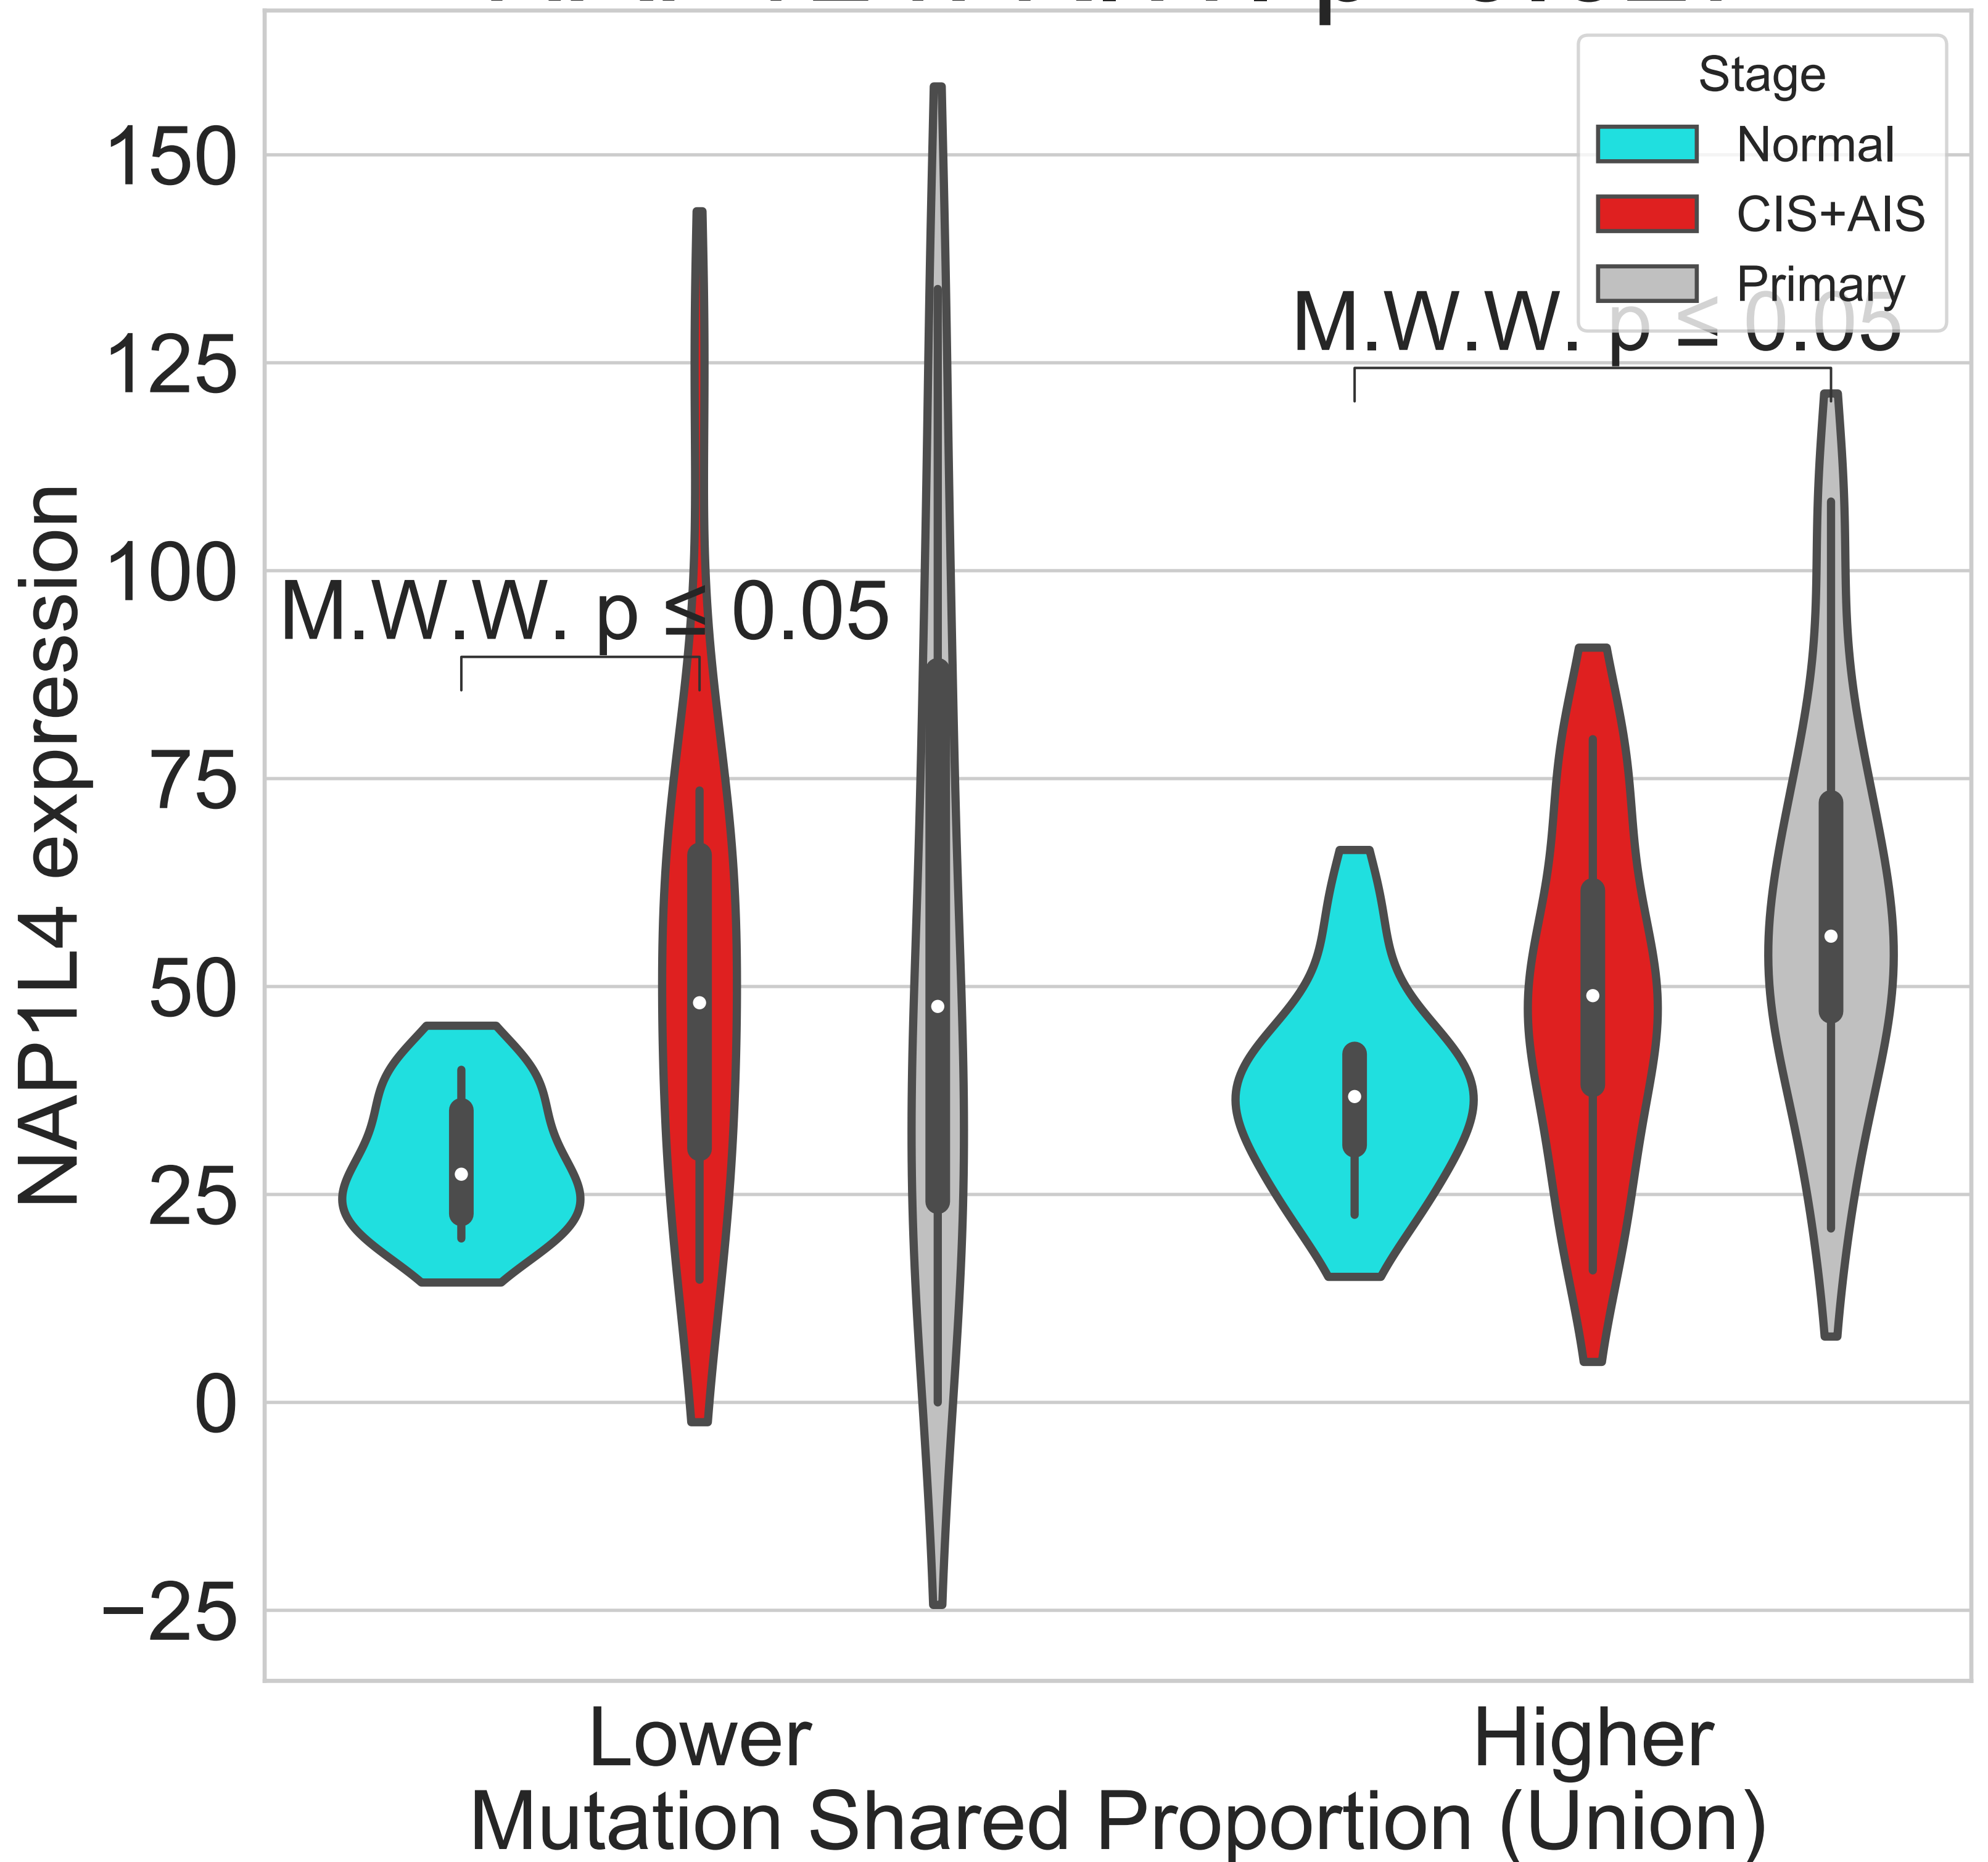 Stage
Normal
CIS+AIS
Primary
M.W.W. p ≤ 0.05
M.W.W. p ≤ 0.05
NAP1L4 expression
150
125
100
75
50
25
0
−25
Lower
Higher
Mutation Shared Proportion (Union)